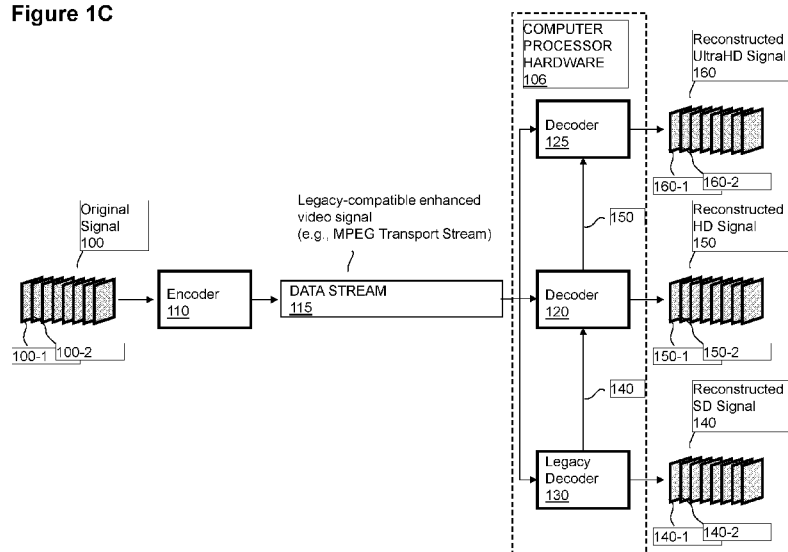 Figure 1C
COMPUTER
PROCESSOR
HARDWARE
106
Reconstructed
UltraHD Signal
160
Decoder
125
160-1
160-2
Original
Signal
100
Legacy-compatible enhanced
video signal
(e.g., MPEG Transport Stream)
150
Reconstructed
HD Signal
150
Encoder
110
DATA STREAM
115
Decoder
120
100-1
100-2
150-1
150-2
140
Reconstructed
SD Signal
140
Legacy
Decoder
130
140-1
140-2